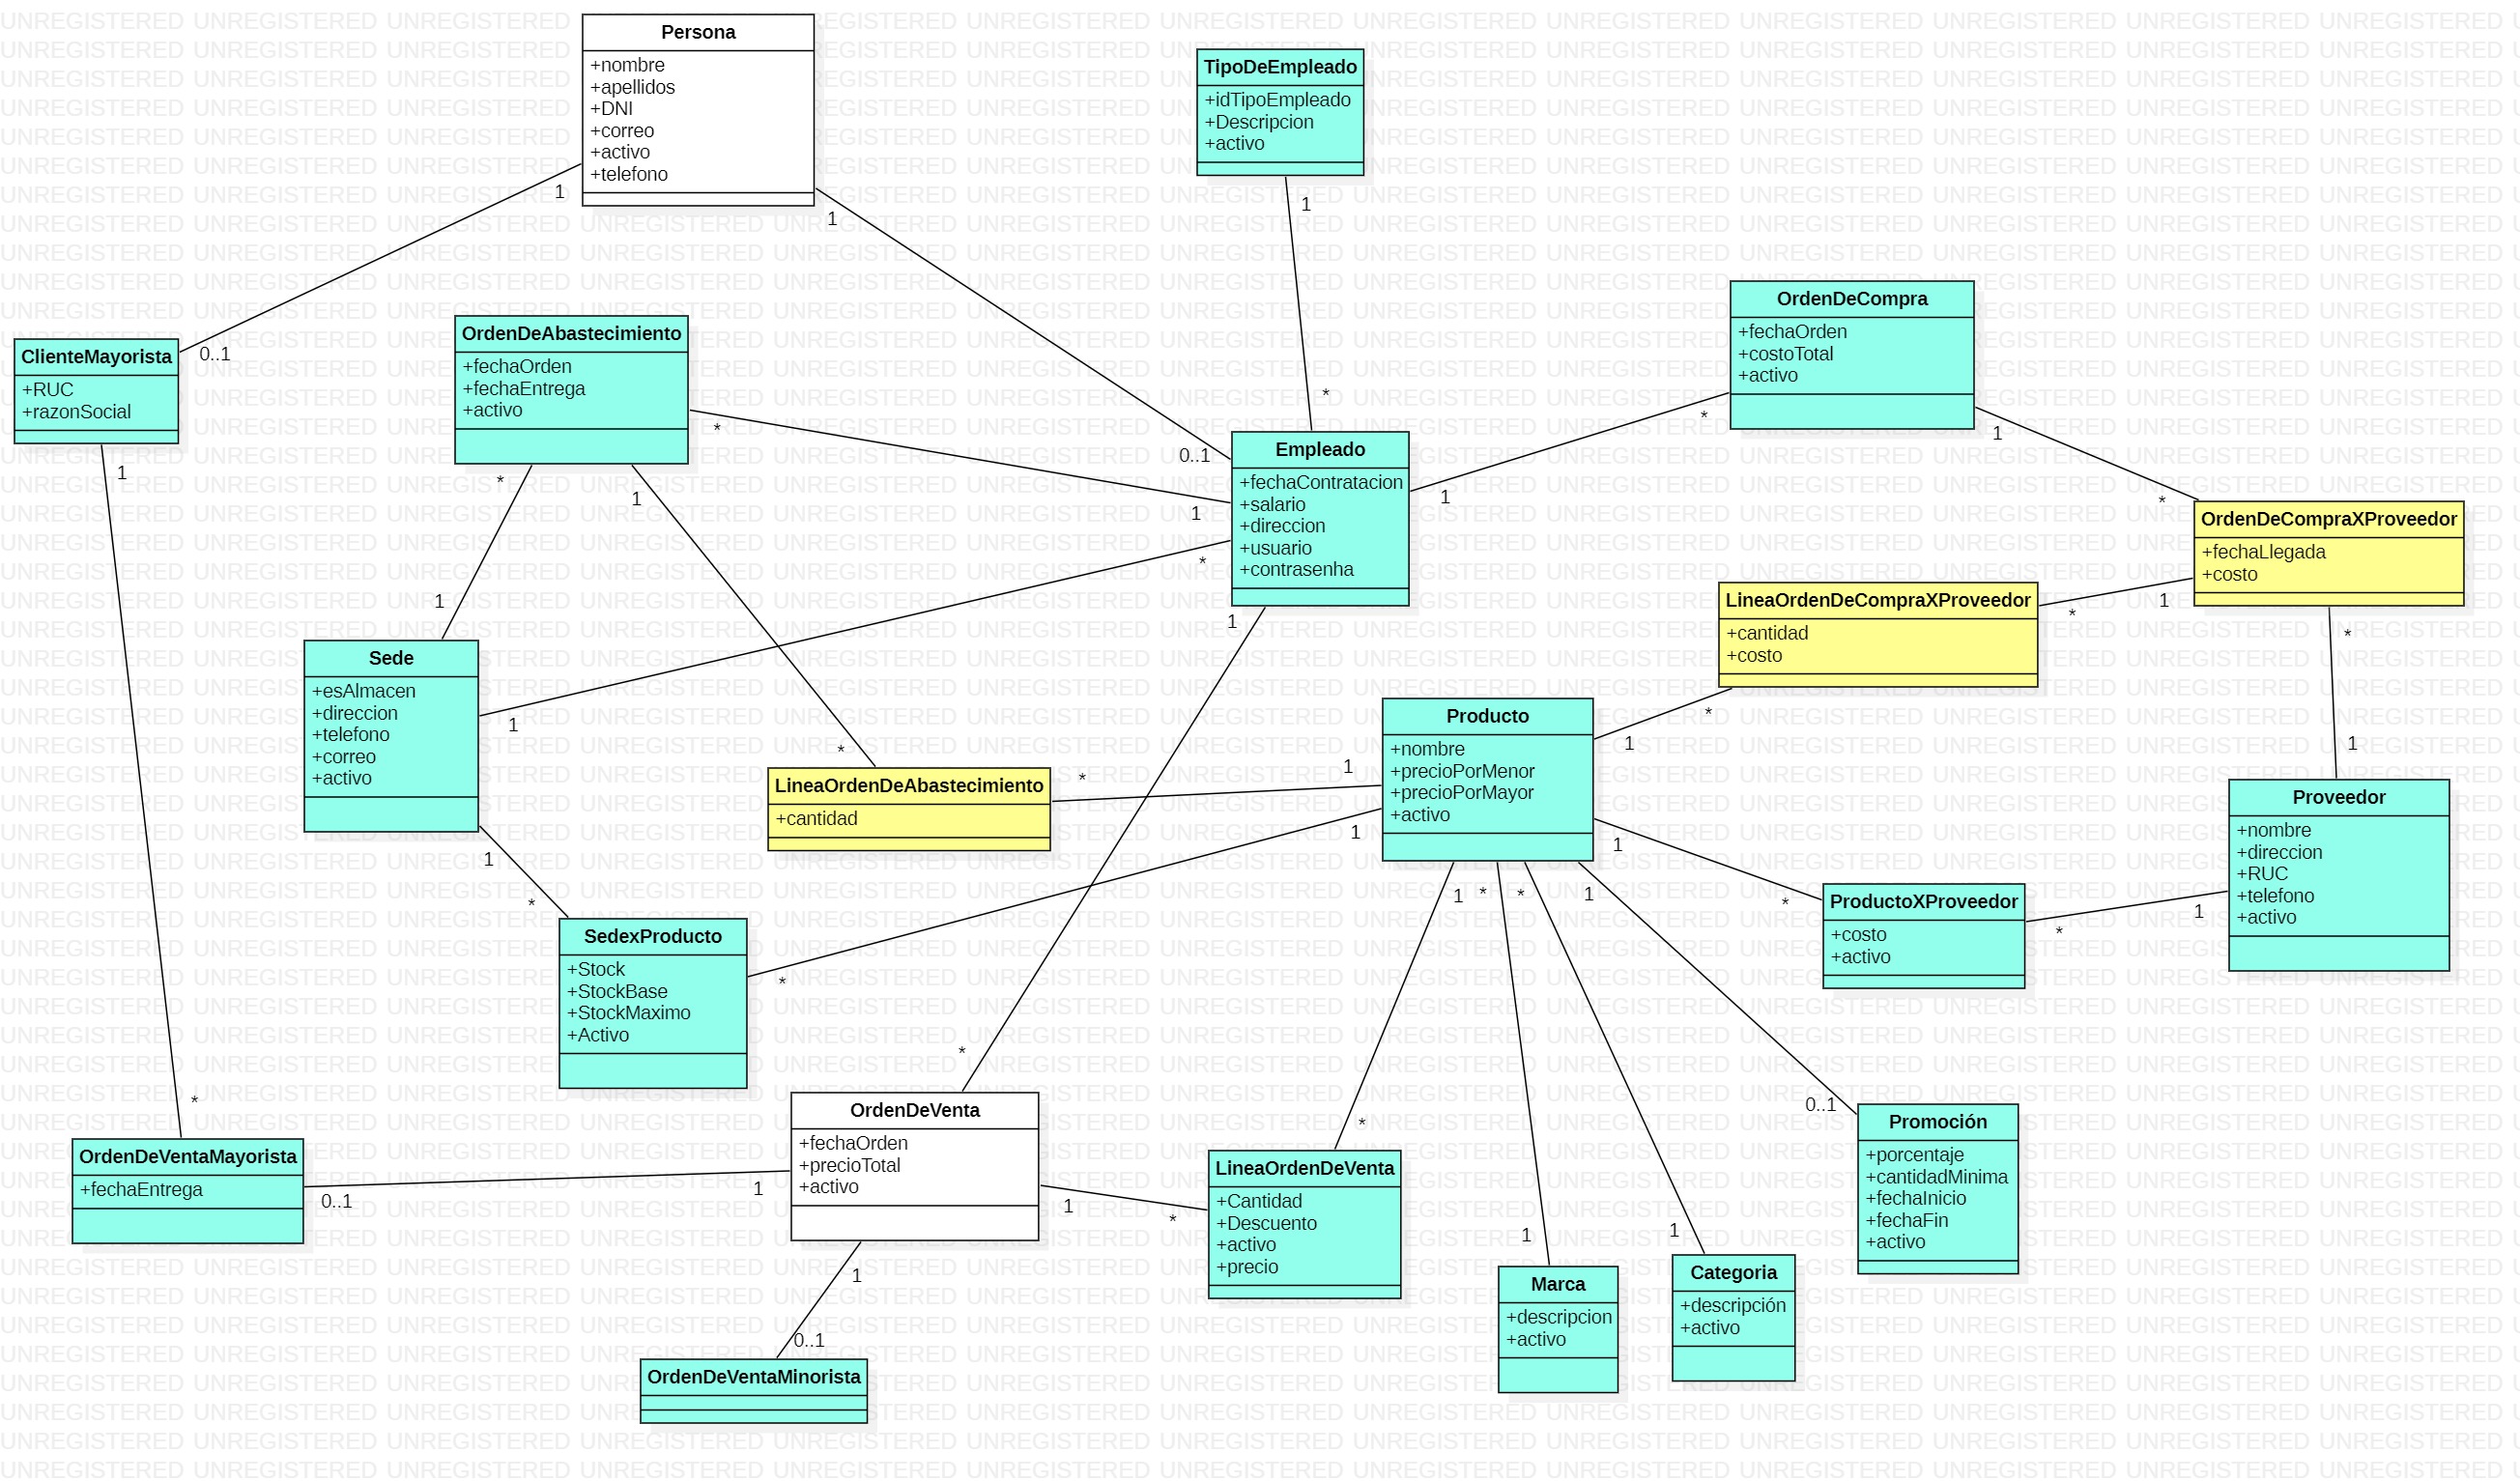 Persona
+nombre
+apellidos
+DNI
+correo
+activo
+telefono
1
1
TipoDeEmpleado
+idTipoEmpleado
+Descripcion
+activo
1
*
OrdenDeCompra
+fechaOrden
+costoTotal
+activo
*
1
ClienteMayorista
+RUC
+razonSocial
0..1
1
OrdenDeAbastecimiento
+fechaOrden
+fechaEntrega
+activo
*
*
1
Empleado
+fechaContratacion
+salario
+direccion
+usuario
+contrasenha
0..1
1
1
*
1
OrdenDeCompraXProveedor
+fechaLlegada
+costo
*
1
*
LineaOrdenDeCompraXProveedor
+cantidad
+costo
*
*
Sede
+esAlmacen
+direccion
+telefono
+correo
+activo
1
1
1
LineaOrdenDeAbastecimiento
+cantidad
*
*
Producto
+nombre
+precioPorMenor
+precioPorMayor
+activo
1
1
1
1
1
*
*
1
Proveedor
+nombre
+direccion
+RUC
+telefono
+activo
1
1
ProductoXProveedor
+costo
+activo
*
*
SedexProducto
+Stock
+StockBase
+StockMaximo
+Activo
*
*
OrdenDeVenta
+fechaOrden
+precioTotal
+activo
*
1
1
1
OrdenDeVentaMayorista
+fechaEntrega
*
0..1
LineaOrdenDeVenta
+Cantidad
+Descuento
+activo
+precio
*
*
Promoción
+porcentaje
+cantidadMinima
+fechaInicio
+fechaFin
+activo
0..1
Marca
+descripcion
+activo
1
Categoria
+descripción
+activo
1
OrdenDeVentaMinorista
0..1
UNREGISTERED